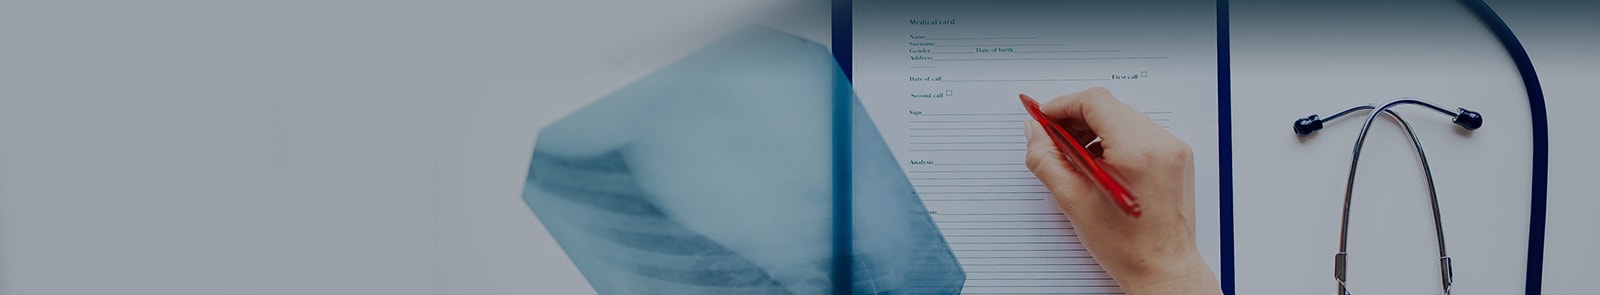 Medical card
Name
Surname
Gender Date of birth
Address
Date of call First call
Second call
Sign
Analysis